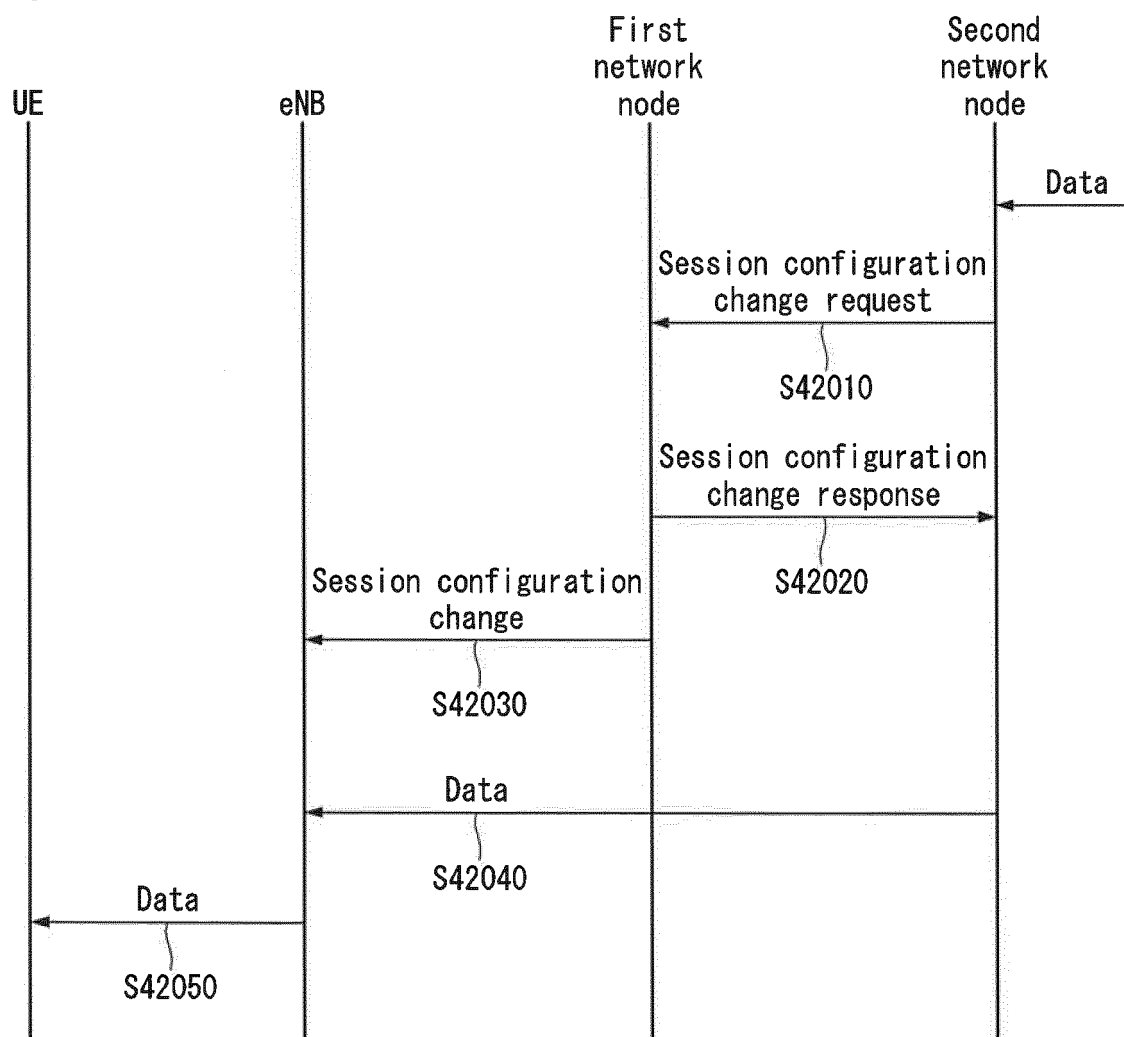 First
network
node
Second
network
node
UE
eNB
Data
Session configuration
change request
S42010
Session configuration
change response
S42020
Session configuration
change
S42030
Data
S42040
Data
S42050